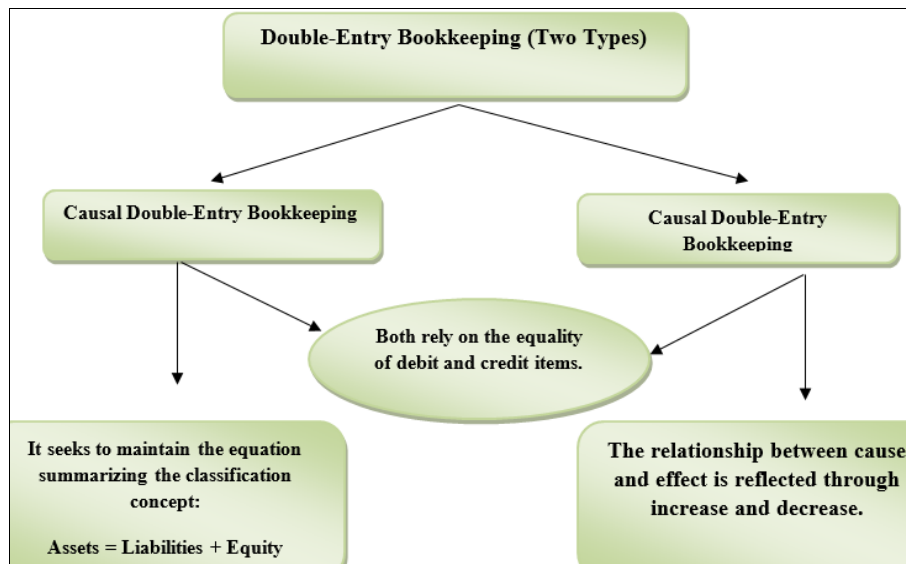 Double-Entry Bookkeeping (Two Types)
Causal Double-Entry Bookkeeping
Causal Double-Entry
Bookkeeping
Both rely on the equality
of debit and credit items.
It seeks to maintain the equation
summarizing the classification
concept:
Assets = Liabilities + Equity
The relationship between cause
and effect is reflected through
increase and decrease.